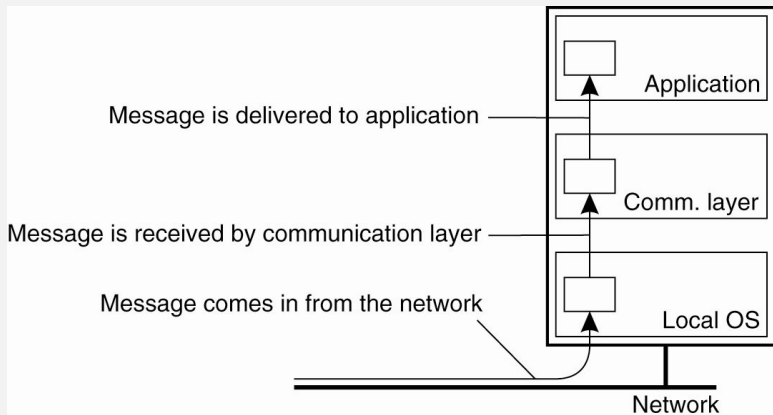 Application
Message is delivered to application
Comm. layer
Message is received by communication layer
Message comes in from the network
Local OS
Network